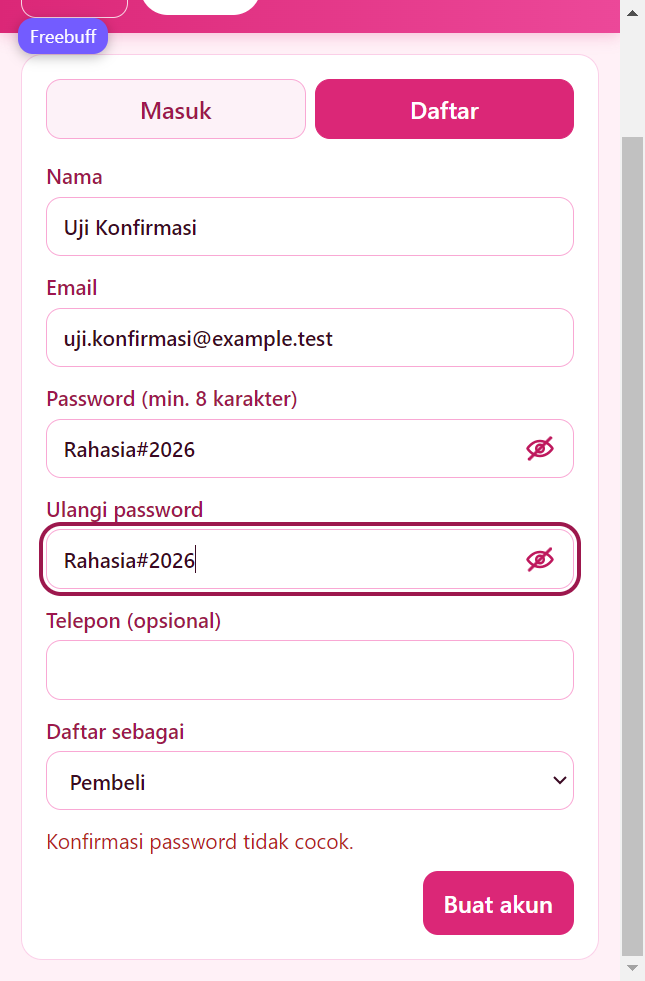 Freebuff
Masuk
Daftar
Nama
Uji Konfirmasi
Email
uji.konfirmasi@example.test
Password (min. 8 karakter)
Rahasia#2026
Ulangi password
Rahasia#2026
Telepon (opsional)
Daftar sebagai
Pembeli
Konfirmasi password tidak cocok.
Buat akun